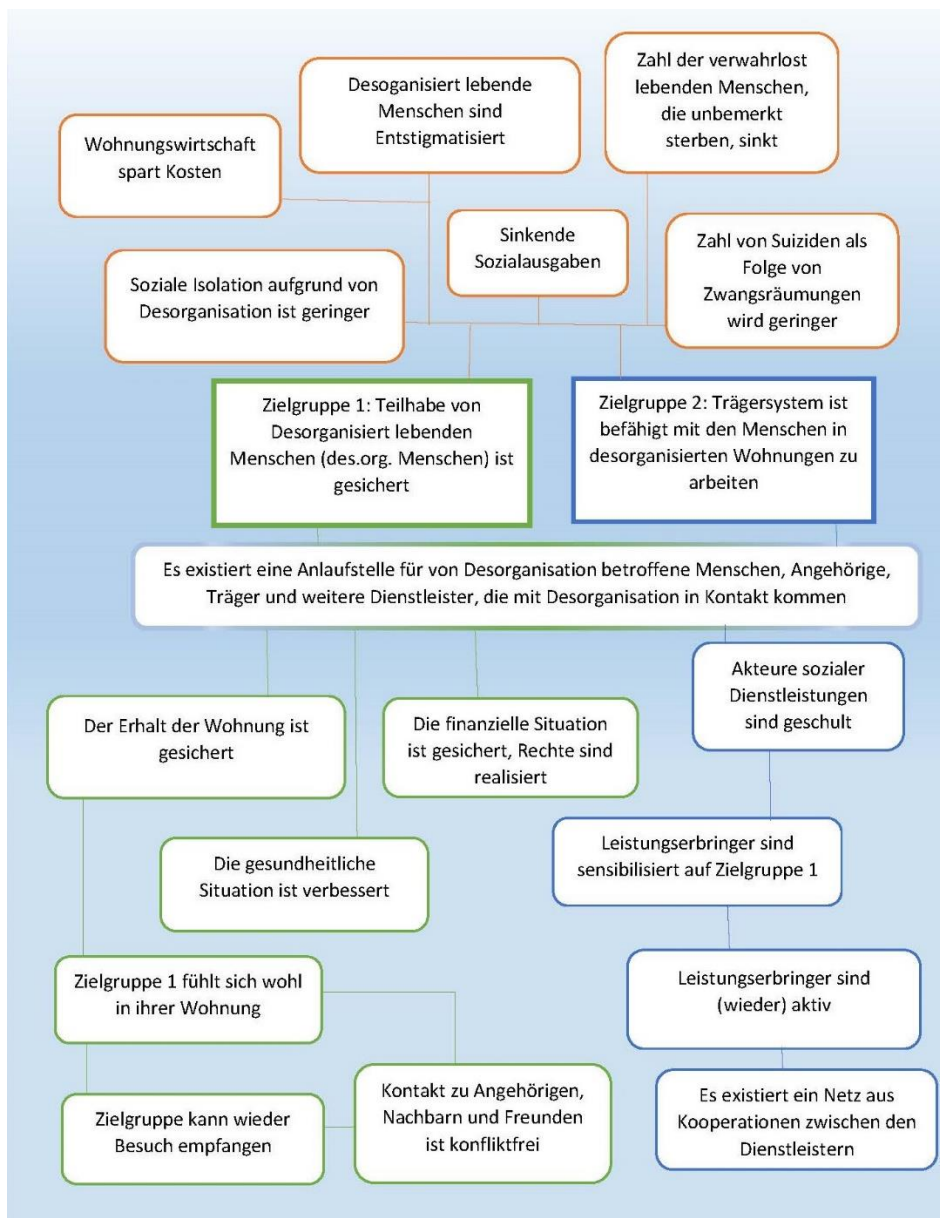 Zahl der verwahrlost
lebenden Menschen,
die unbemerkt
sterben, sinkt
Desoganisiert lebende
Menschen sind
Entstigmatisiert
Wohnungswirtschaft
spart Kosten
Sinkende
Sozialausgaben
Zahl von Suiziden als
Folge von
Zwangsräumungen
wird geringer
Soziale Isolation aufgrund von
Desorganisation ist geringer
Zielgruppe 1: Teilhabe von
Desorganisiert lebenden
Menschen (des.org. Menschen) ist
gesichert
Zielgruppe 2: Trägersystem ist
befähigt mit den Menschen in
desorganisierten Wohnungen zu
arbeiten
Es existiert eine Anlaufstelle für von Desorganisation betroffene Menschen, Angehörige,
Träger und weitere Dienstleister, die mit Desorganisation in Kontakt kommen
Der Erhalt der Wohnung ist
gesichert
Die finanzielle Situation
ist gesichert, Rechte sind
realisiert
Akteure sozialer
Dienstleistungen
sind geschult
Die gesundheitliche
Situation ist verbessert
Leistungserbringer sind
sensibilisiert auf Zielgruppe 1
Zielgruppe 1 fühlt sich wohl
in ihrer Wohnung
Leistungserbringer sind
(wieder) aktiv
Zielgruppe kann wieder
Besuch empfangen
Kontakt zu Angehörigen,
Nachbarn und Freunden
ist konfliktfrei
Es existiert ein Netz aus
Kooperationen zwischen den
Dienstleistern